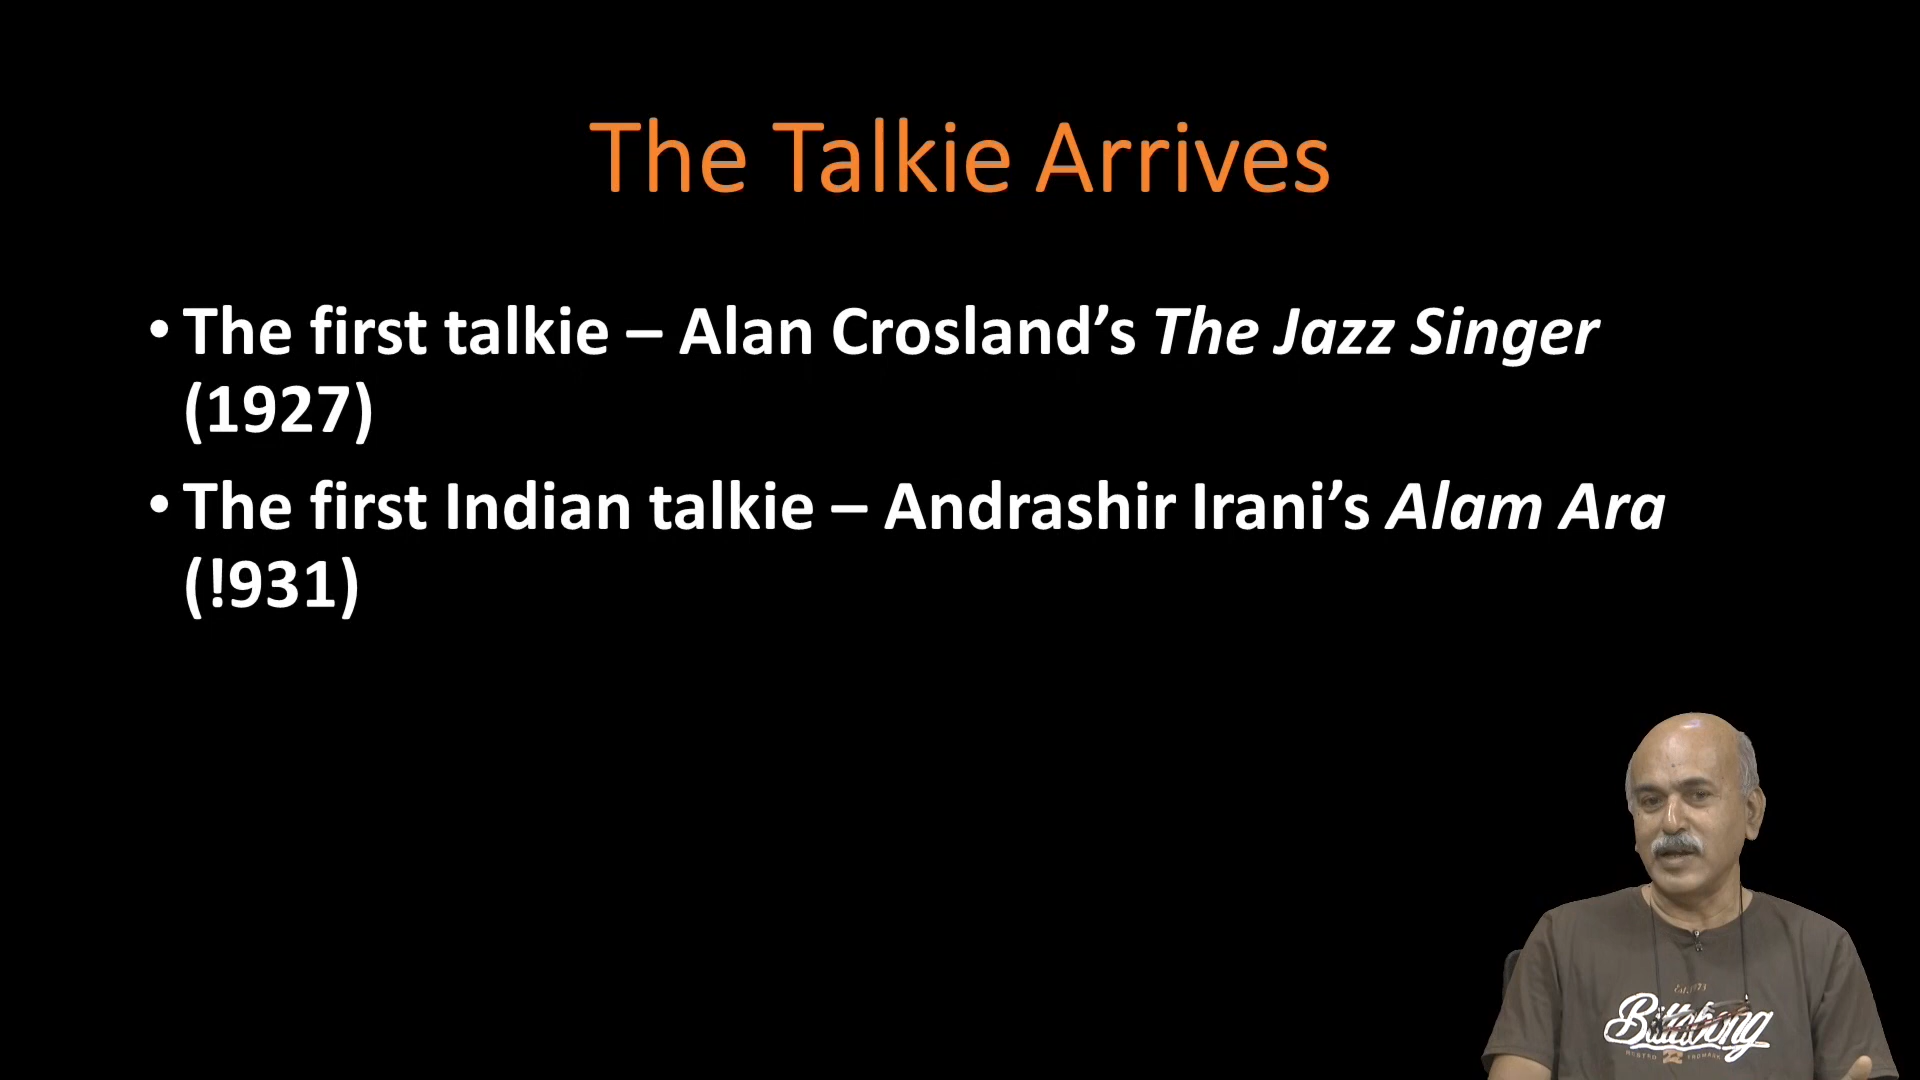 The Talkie Arrives
• The first talkie – Alan Crosland’s The Jazz Singer
(1927)
• The first Indian talkie – Andrashir Irani’s Alam Ara
(!931)
Billabong